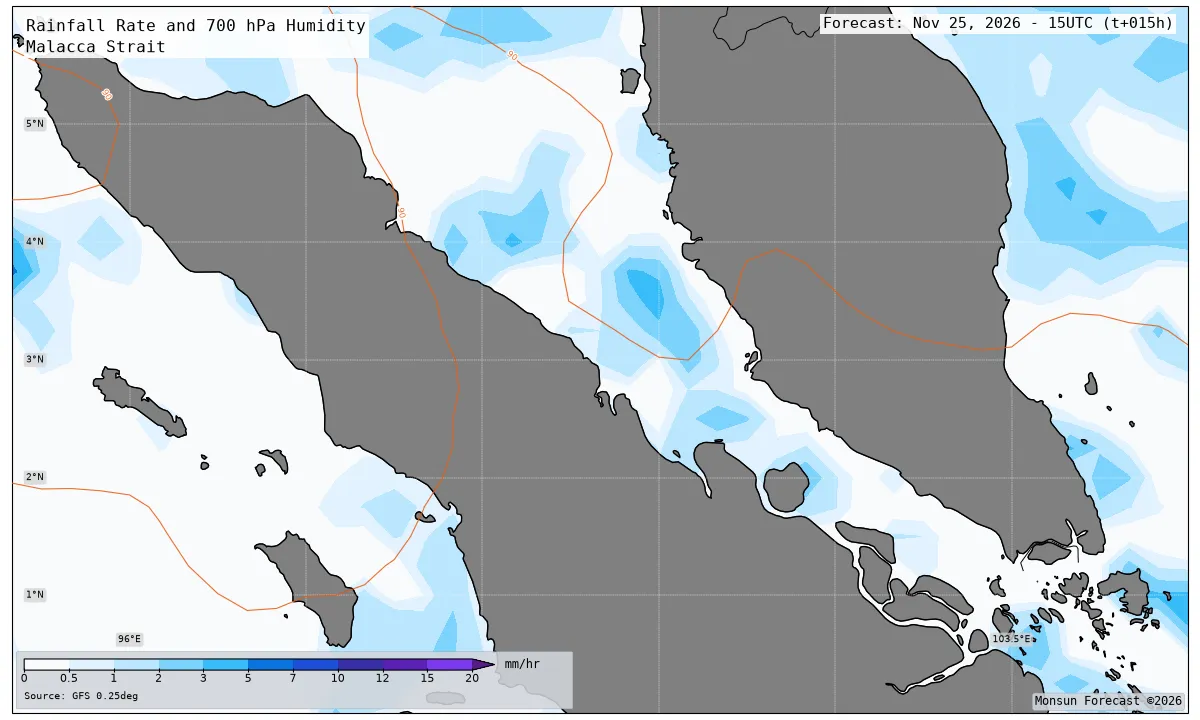 Rainfall Rate and 700 hPa Humidity
Malacca Strait
Forecast: Nov 25, 2026 - 15UTC (t+015h)
90
90
90
5°N
4°N
3°N
2°N
1°N
96°E
103.5°E
0 0.5 1 2 3 5 7 10 12 15 20 mm/hr
Source: GFS 0.25deg
Monsun Forecast ©2026